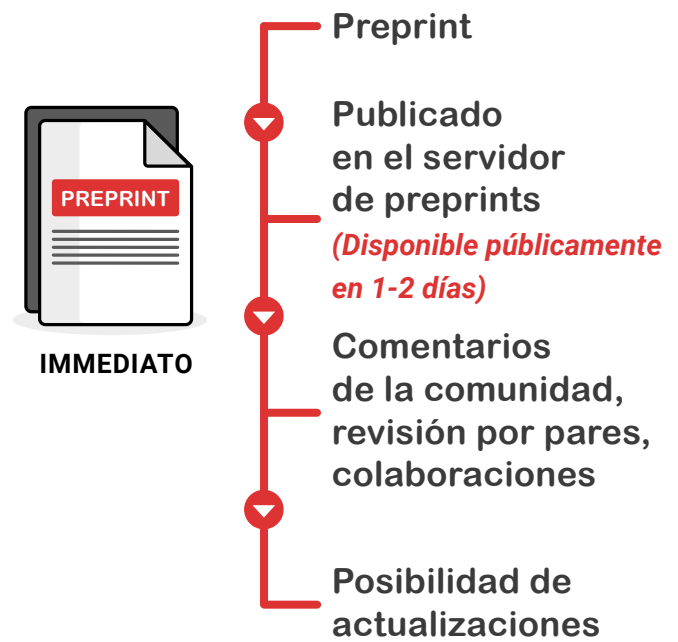 Preprint
Publicado
en el servidor
de preprints
(Disponible públicamente
en 1-2 días)
PREPRINT
IMMEDIATO
Comentarios
de la comunidad,
revisión por pares,
colaboraciones
Posibilidad de
actualizaciones